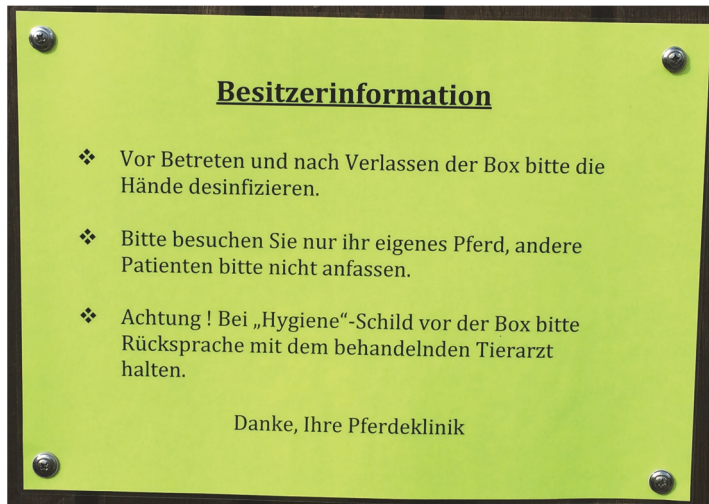 Besitzerinformation
❖ Vor Betreten und nach Verlassen der Box bitte die
Hände desinfizieren.
❖ Bitte besuchen Sie nur ihr eigenes Pferd, andere
Patienten bitte nicht anfassen.
❖ Achtung ! Bei „Hygiene“-Schild vor der Box bitte
Rücksprache mit dem behandelnden Tierarzt
halten.
Danke, Ihre Pferdeklinik